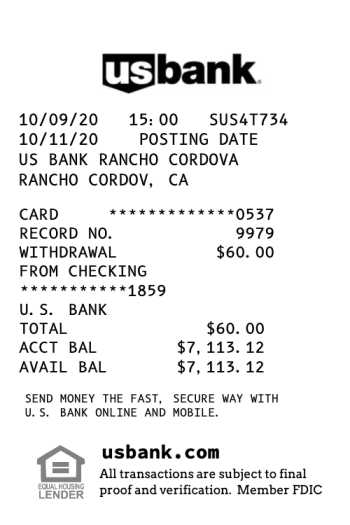 usbank
10/09/20 15:00 SUS4T734
10/11/20 POSTING DATE
US BANK RANCHO CORDOVA
RANCHO CORDOV, CA
CARD *************0537
RECORD NO. 9979
WITHDRAWAL $60.00
FROM CHECKING
***********1859
U.S. BANK
TOTAL $60.00
ACCT BAL $7,113.12
AVAIL BAL $7,113.12
SEND MONEY THE FAST, SECURE WAY WITH
U.S. BANK ONLINE AND MOBILE.
usbank.com
All transactions are subject to final
proof and verification. Member FDIC
EQUAL HOUSING
LENDER